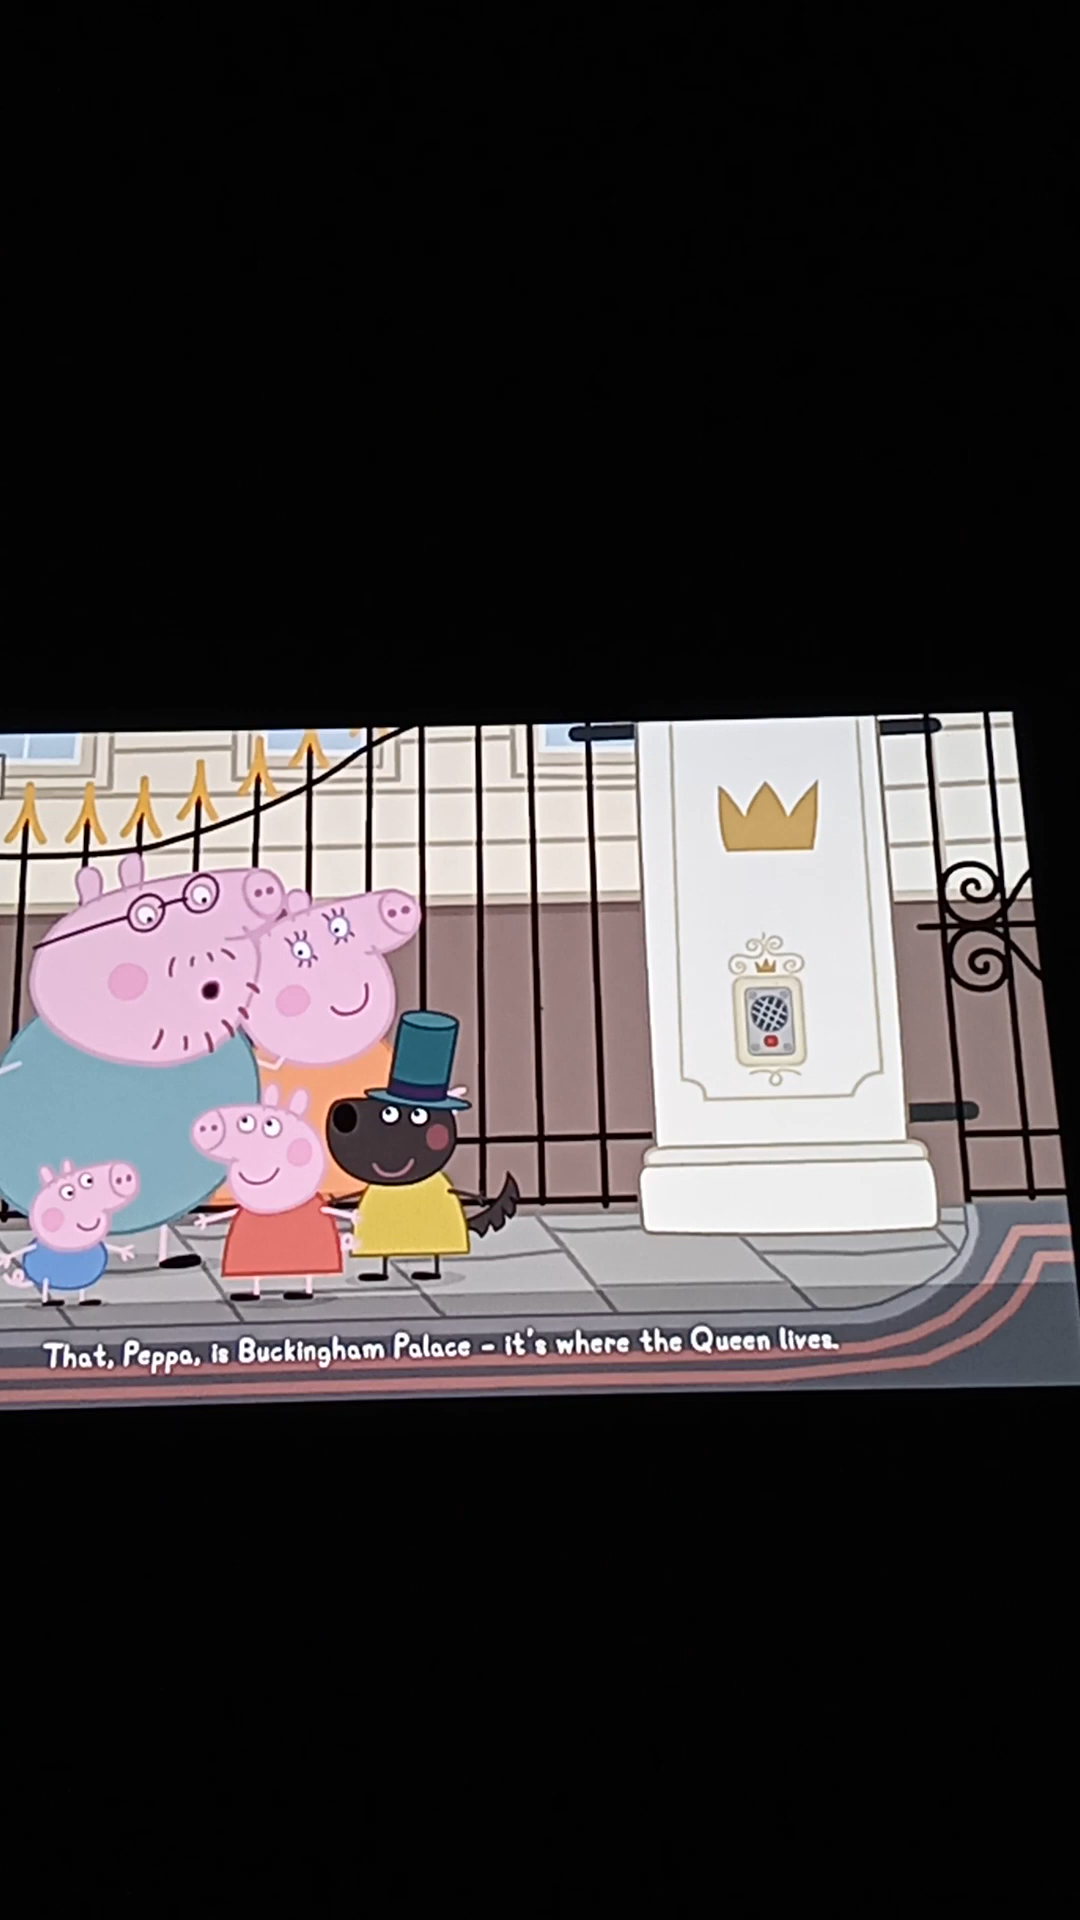 That, Peppa, is Buckingham Palace – it's where the Queen lives.